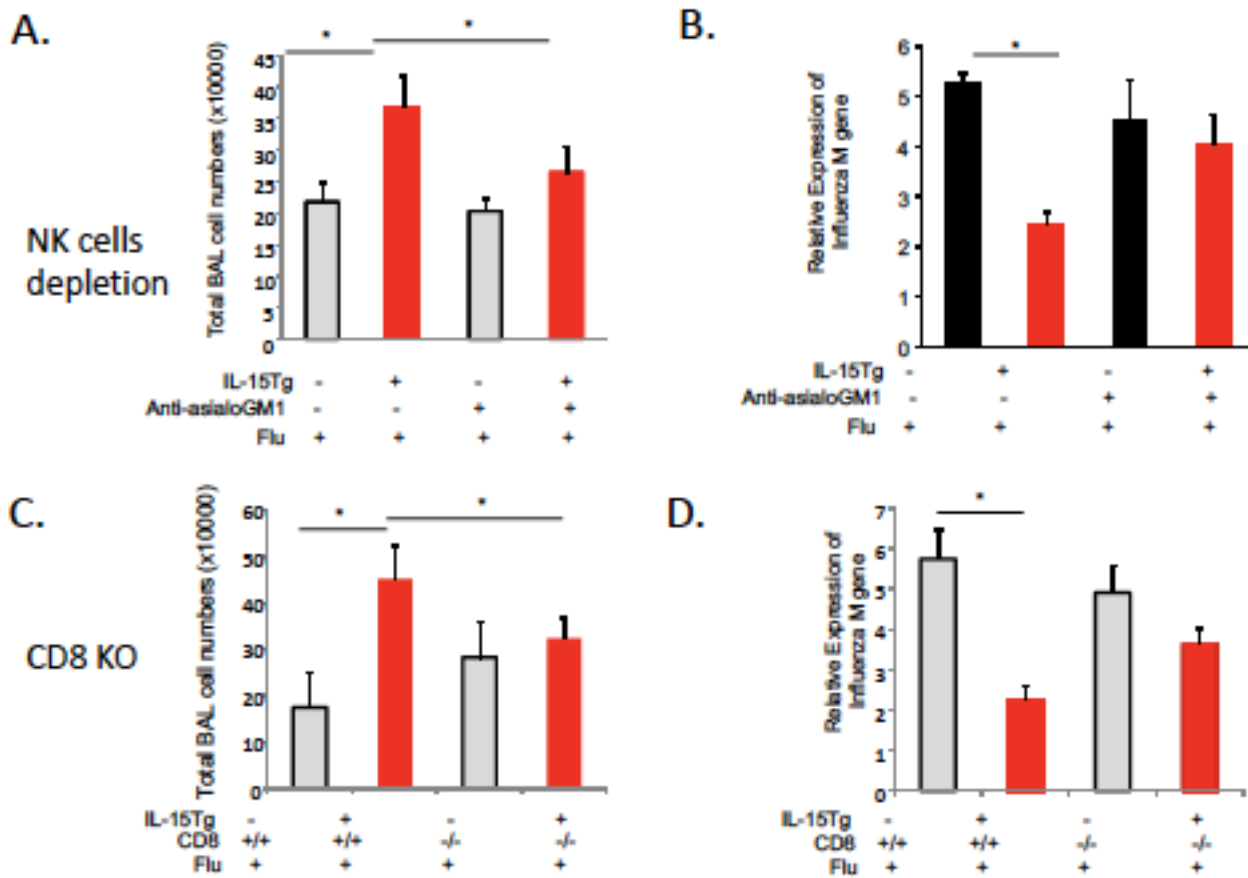 A.
*
*
Total BAL cell numbers (x10000)
45
40
35
30
25
20
15
10
5
0
NK cells
depletion
IL-15Tg - + - +
Anti-asialoGM1 - - + +
Flu + + + +
B.
*
Relative Expression of
Influenza M gene
6
5
4
3
2
1
0
IL-15Tg - + - +
Anti-asialoGM1 - - + +
Flu + + + +
C.
*
*
Total BAL cell numbers (x10000)
60
50
40
30
20
10
0
CD8 KO
IL-15Tg - + - +
CD8 +/+ +/+ -/- -/-
Flu + + + +
D.
*
Relative Expression of
Influenza M gene
7
6
5
4
3
2
1
0
IL-15Tg - + - +
CD8 +/+ +/+ -/- -/-
Flu + + + +